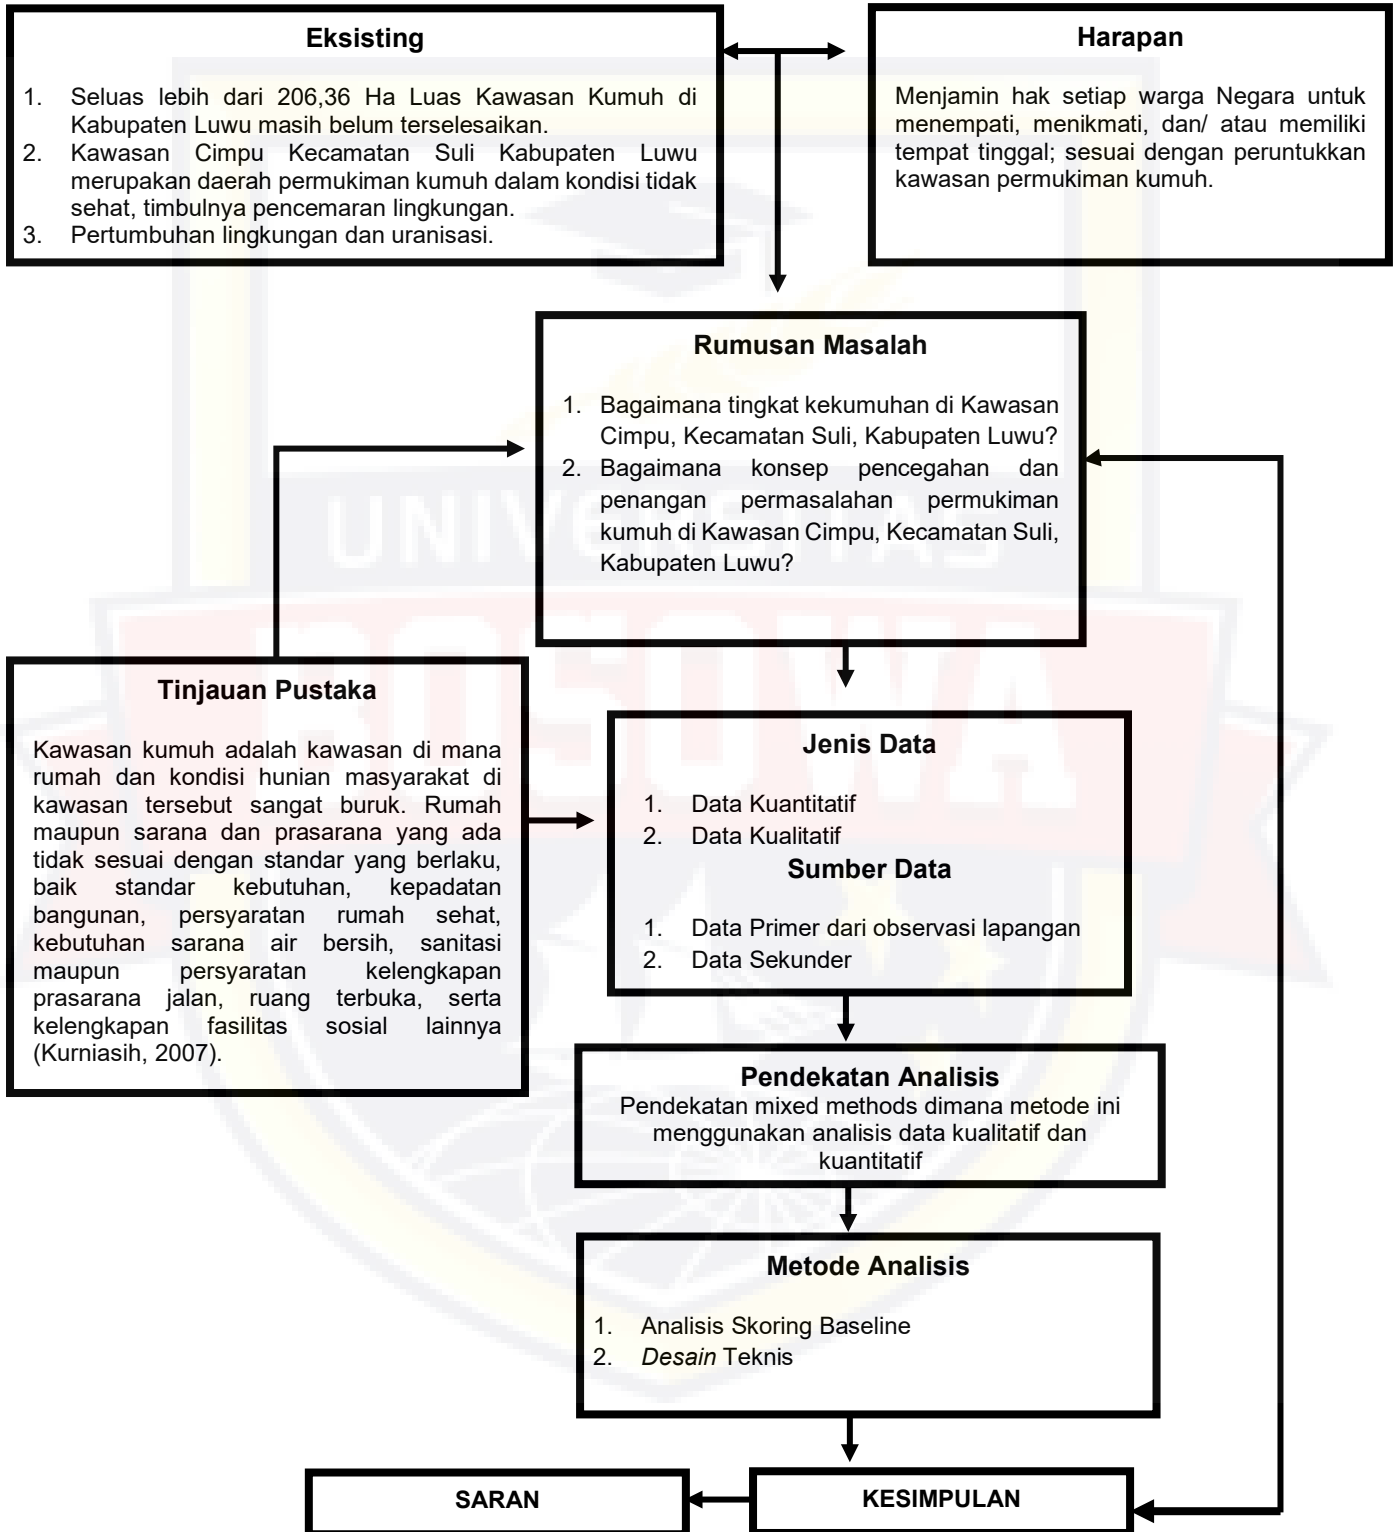 Eksisting
1. Seluas lebih dari 206,36 Ha Luas Kawasan Kumuh di
Kabupaten Luwu masih belum terselesaikan.
2. Kawasan Cimpu Kecamatan Suli Kabupaten Luwu
merupakan daerah permukiman kumuh dalam kondisi tidak
sehat, timbulnya pencemaran lingkungan.
3. Pertumbuhan lingkungan dan uranisasi.
Harapan
Menjamin hak setiap warga Negara untuk
menempati, menikmati, dan/ atau memiliki
tempat tinggal; sesuai dengan peruntukkan
kawasan permukiman kumuh.
Rumusan Masalah
1. Bagaimana tingkat kekumuhan di Kawasan
Cimpu, Kecamatan Suli, Kabupaten Luwu?
2. Bagaimana konsep pencegahan dan
penangan permasalahan permukiman
kumuh di Kawasan Cimpu, Kecamatan Suli,
Kabupaten Luwu?
UNIVERSITAS
BOSOWA
Tinjauan Pustaka
Kawasan kumuh adalah kawasan di mana
rumah dan kondisi hunian masyarakat di
kawasan tersebut sangat buruk. Rumah
maupun sarana dan prasarana yang ada
tidak sesuai dengan standar yang berlaku,
baik standar kebutuhan, kepadatan
bangunan, persyaratan rumah sehat,
kebutuhan sarana air bersih, sanitasi
maupun persyaratan kelengkapan
prasarana jalan, ruang terbuka, serta
kelengkapan fasilitas sosial lainnya
(Kurniasih, 2007).
Jenis Data
1. Data Kuantitatif
2. Data Kualitatif
Sumber Data
1. Data Primer dari observasi lapangan
2. Data Sekunder
Pendekatan Analisis
Pendekatan mixed methods dimana metode ini
menggunakan analisis data kualitatif dan
kuantitatif
Metode Analisis
1. Analisis Skoring Baseline
2. Desain Teknis
SARAN
KESIMPULAN